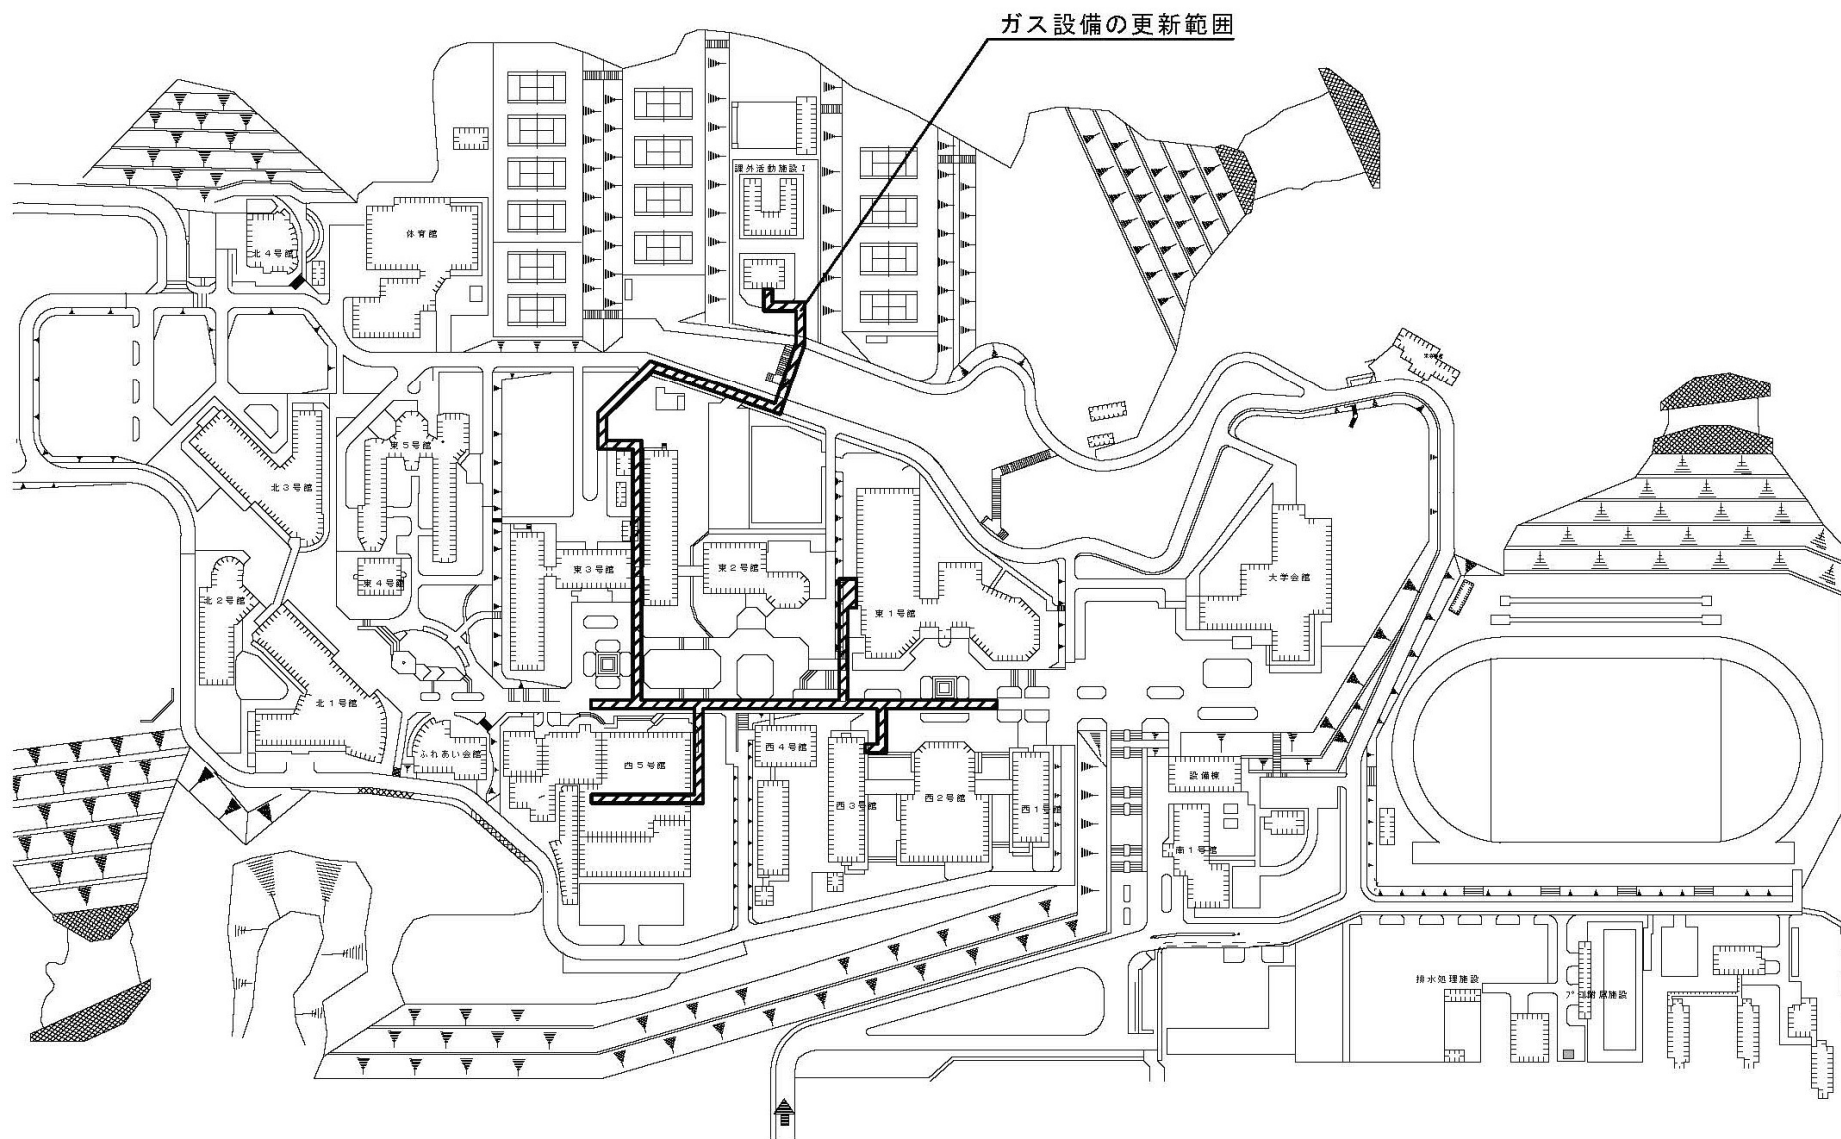 ガス設備の更新範囲
課外活動施設Ⅰ
体育館
北4号館
東5号館
北3号館
東3号館
東2号館
大学会館
東4号館
北2号館
東1号館
北1号館
ふれあい会館
西4号館
西5号館
設備棟
西3号館
西2号館
西1号館
南1号館
排水処理施設